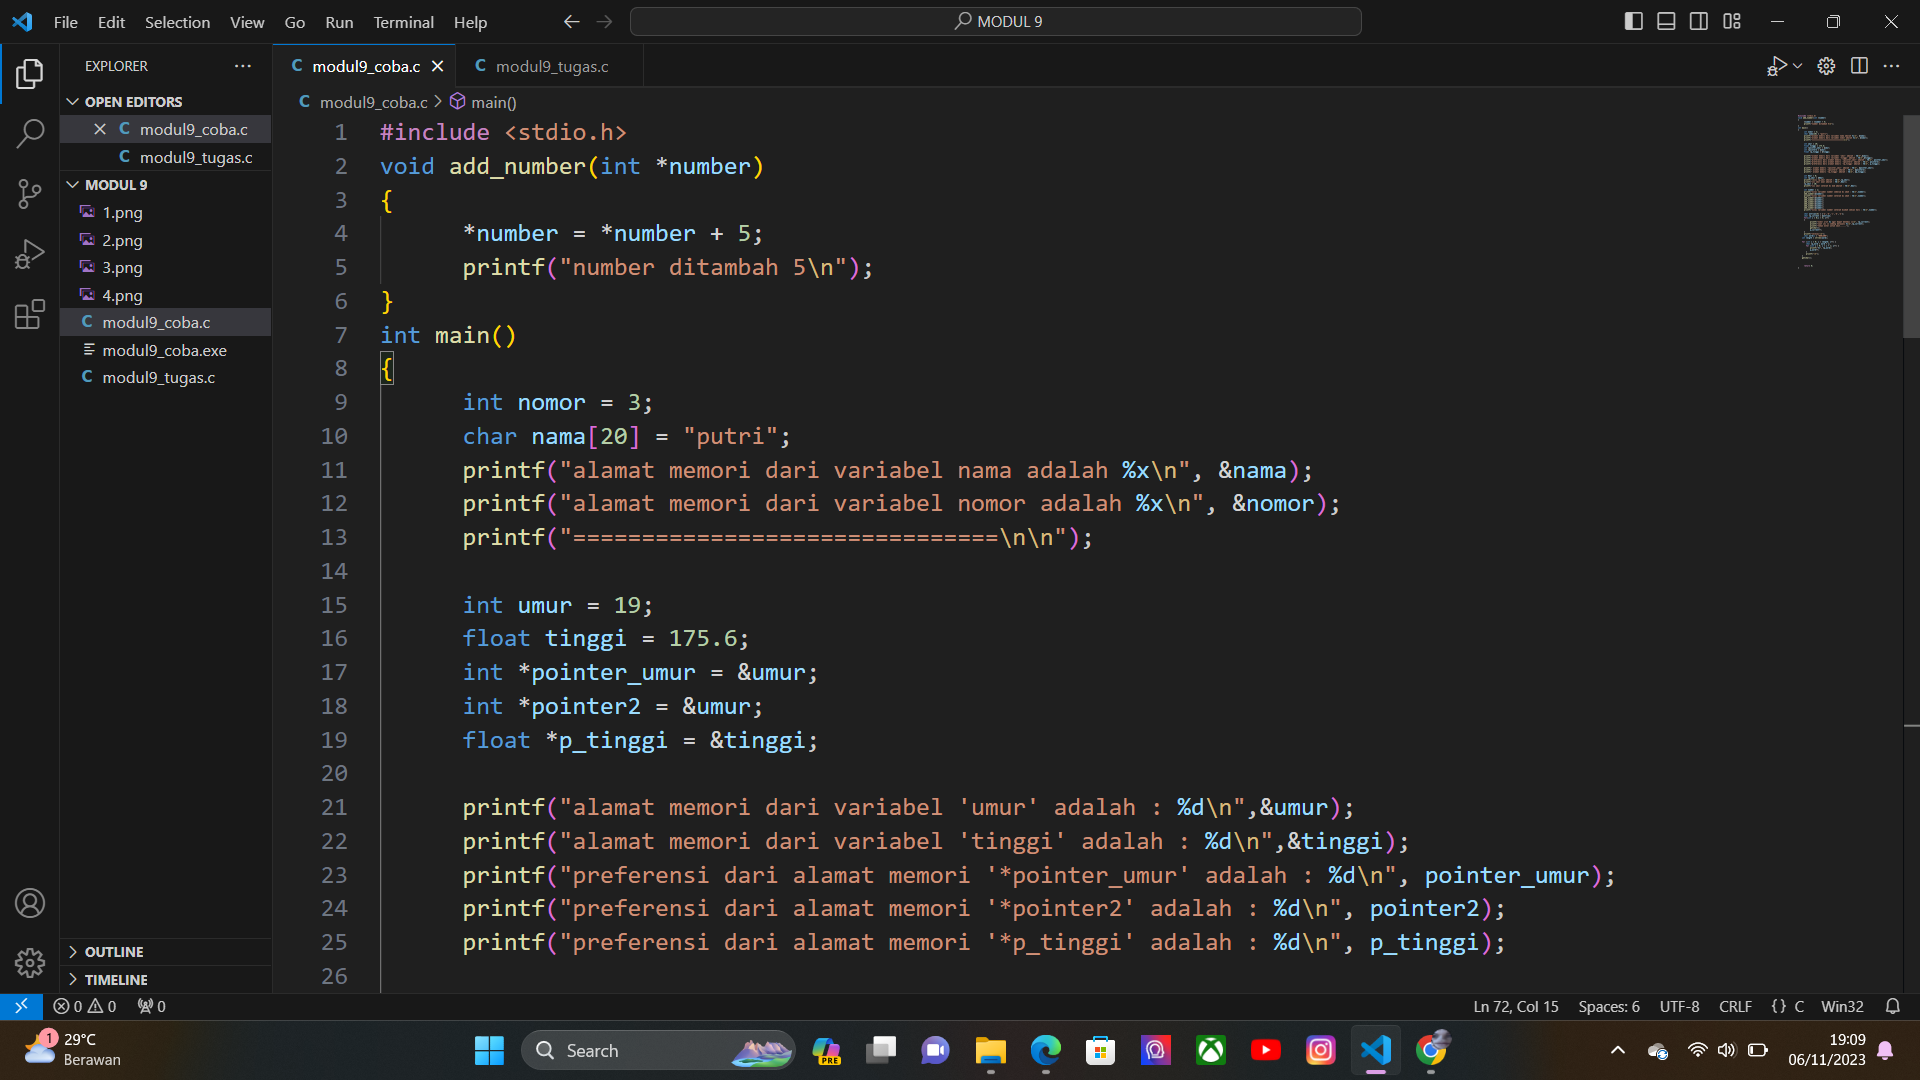 File Edit Selection View Go Run Terminal Help
MODUL 9
EXPLORER
modul9_coba.c
modul9_tugas.c
OPEN EDITORS
modul9_coba.c
modul9_tugas.c
MODUL 9
1.png
2.png
3.png
4.png
modul9_coba.c
modul9_coba.exe
modul9_tugas.c
OUTLINE
TIMELINE
modul9_coba.c > main()
1 #include <stdio.h>
2 void add_number(int *number)
3 {
4 *number = *number + 5;
5 printf("number ditambah 5\n");
6 }
7 int main()
8 {
9 int nomor = 3;
10 char nama[20] = "putri";
11 printf("alamat memori dari variabel nama adalah %x\n", &nama);
12 printf("alamat memori dari variabel nomor adalah %x\n", &nomor);
13 printf("===============================\n\n");
14
15 int umur = 19;
16 float tinggi = 175.6;
17 int *pointer_umur = &umur;
18 int *pointer2 = &umur;
19 float *p_tinggi = &tinggi;
20
21 printf("alamat memori dari variabel 'umur' adalah : %d\n",&umur);
22 printf("alamat memori dari variabel 'tinggi' adalah : %d\n",&tinggi);
23 printf("preferensi dari alamat memori '*pointer_umur' adalah : %d\n", pointer_umur);
24 printf("preferensi dari alamat memori '*pointer2' adalah : %d\n", pointer2);
25 printf("preferensi dari alamat memori '*p_tinggi' adalah : %d\n", p_tinggi);
26
0 0 0
Ln 72, Col 15 Spaces: 6 UTF-8 CRLF {} C Win32
1
29°C
Berawan
Search
PRE
19:09
06/11/2023